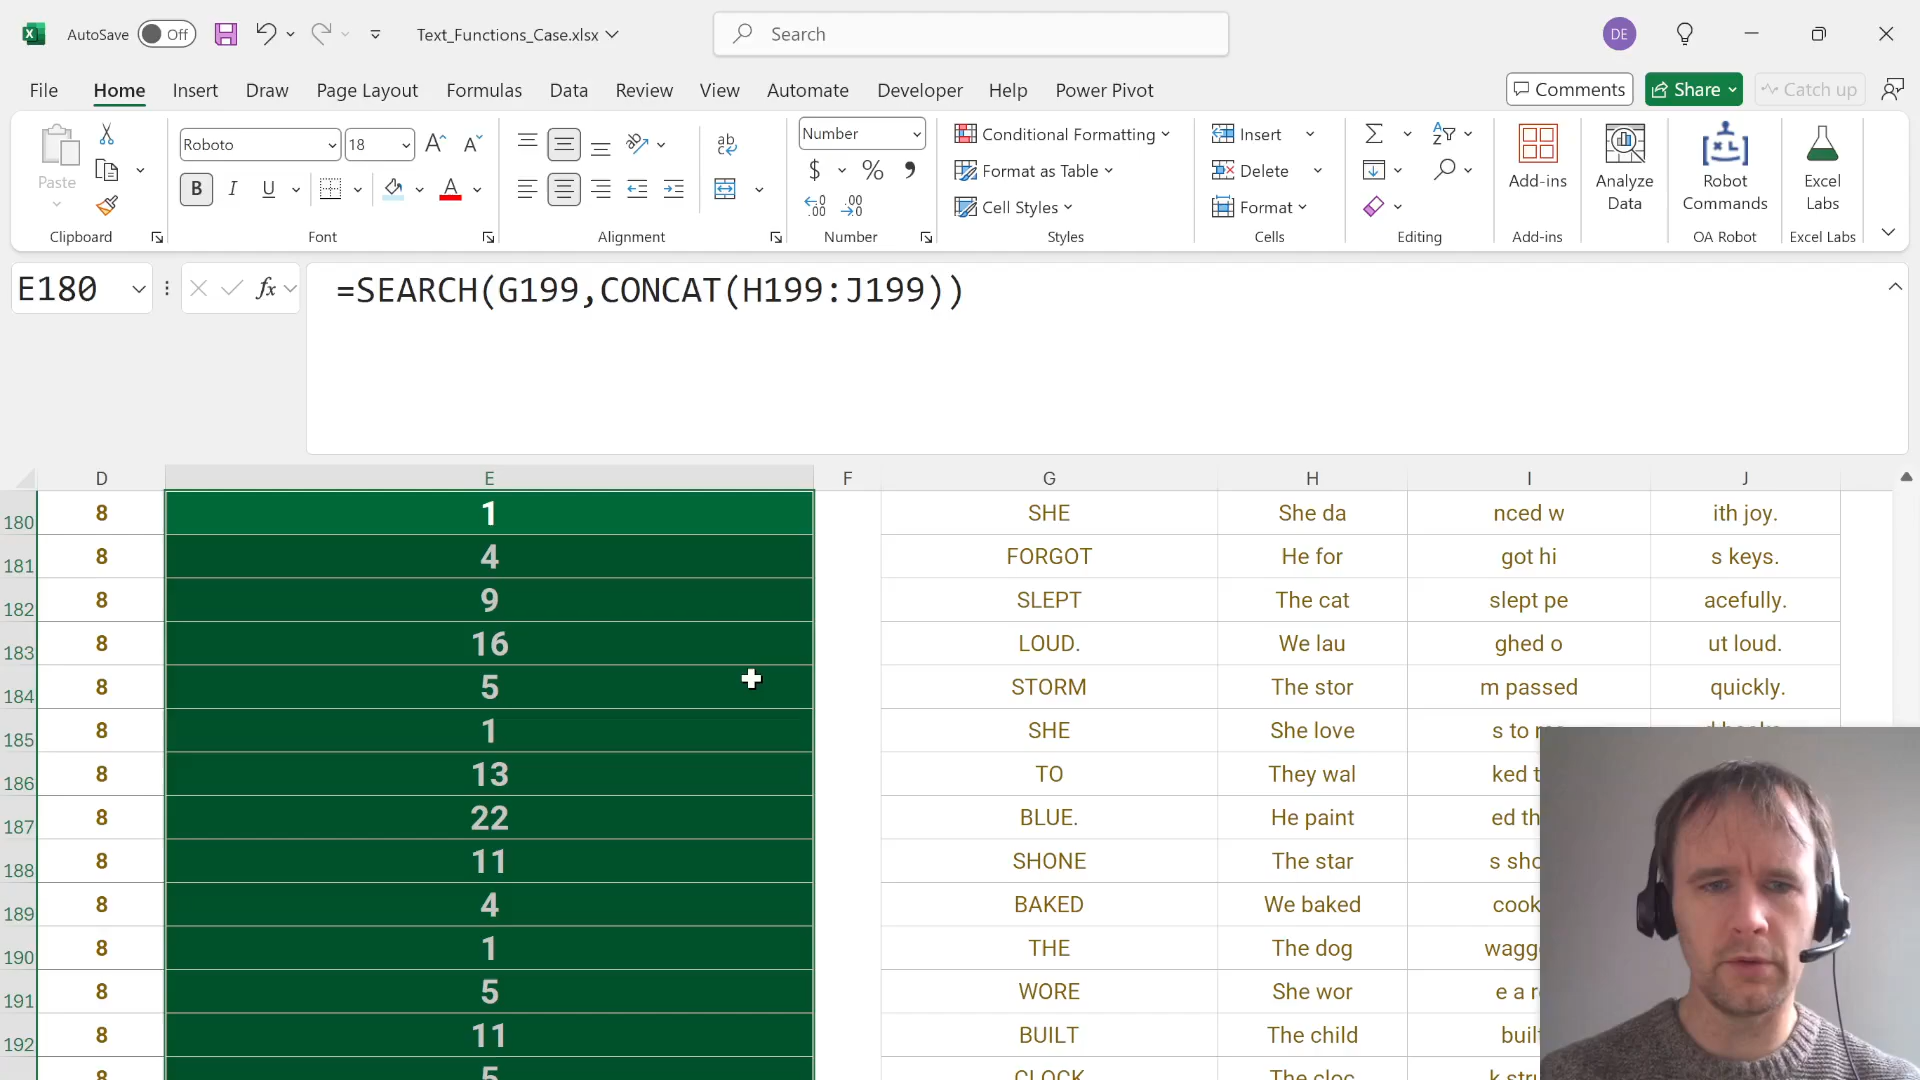 AutoSave Off Text_Functions_Case.xlsx Search DE
File Home Insert Draw Page Layout Formulas Data Review View Automate Developer Help Power Pivot Comments Share Catch up
Paste Clipboard
Roboto 18 B I U A Font
ab Alignment
Number $ % Number
Conditional Formatting
Format as Table
Cell Styles
Styles
Insert
Delete
Format
Cells
Editing
Add-ins
Add-ins
Analyze Data
Robot Commands
OA Robot
Excel Labs
Excel Labs
E180 fx =SEARCH(G199,CONCAT(H199:J199))
D E F G H I J
180 8 1 SHE She da nced w ith joy.
181 8 4 FORGOT He for got hi s keys.
182 8 9 SLEPT The cat slept pe acefully.
183 8 16 LOUD. We lau ghed o ut loud.
184 8 5 STORM The stor m passed quickly.
185 8 1 SHE She love s to
186 8 13 TO They wal ked t
187 8 22 BLUE. He paint ed th
188 8 11 SHONE The star s sho
189 8 4 BAKED We baked cook
190 8 1 THE The dog wagg
191 8 5 WORE She wor e a r
192 8 11 BUILT The child buil
8 5 CLOCK The cloc k stru